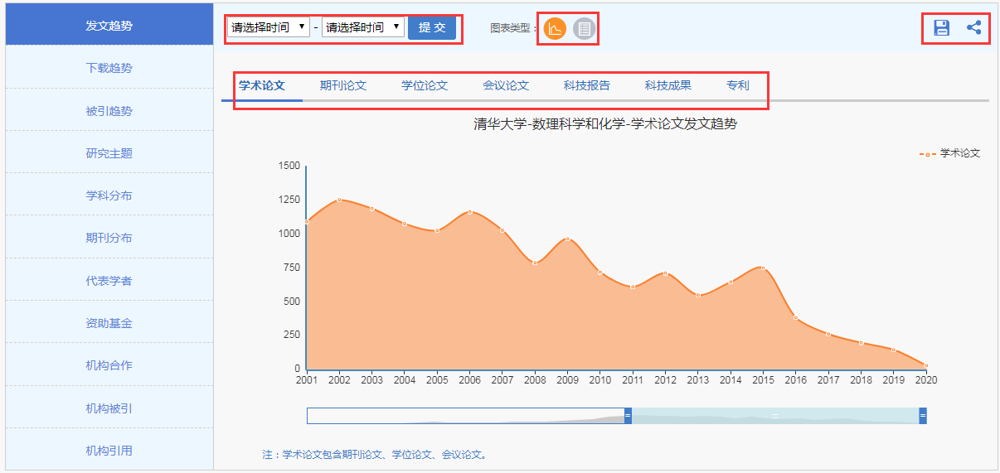 发文趋势
下载趋势
被引趋势
研究主题
学科分布
期刊分布
代表学者
资助基金
机构合作
机构被引
机构引用
请选择时间 - 请选择时间 提 交 图表类型：
学术论文 期刊论文 学位论文 会议论文 科技报告 科技成果 专利
清华大学-数理科学和化学-学术论文发文趋势
学术论文
1500
1250
1000
750
500
250
0
2001 2002 2003 2004 2005 2006 2007 2008 2009 2010 2011 2012 2013 2014 2015 2016 2017 2018 2019 2020
注：学术论文包含期刊论文、学位论文、会议论文。